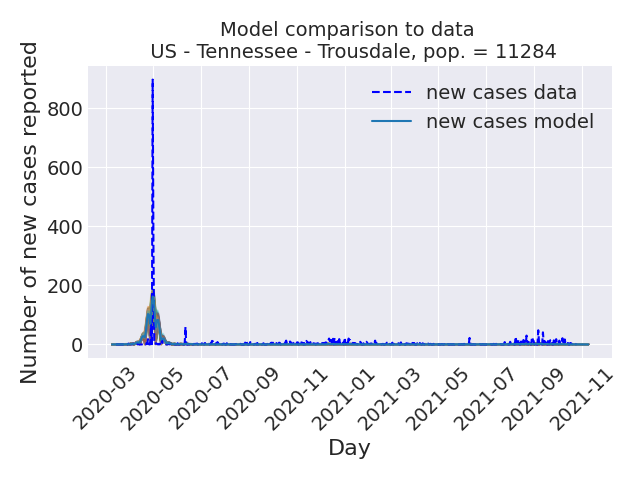 Model comparison to data
US - Tennessee - Trousdale, pop. = 11284
Number of new cases reported
800
600
400
200
0
new cases data
new cases model
2020-03
2020-05
2020-07
2020-09
2020-11
2021-01
2021-03
2021-05
2021-07
2021-09
2021-11
Day